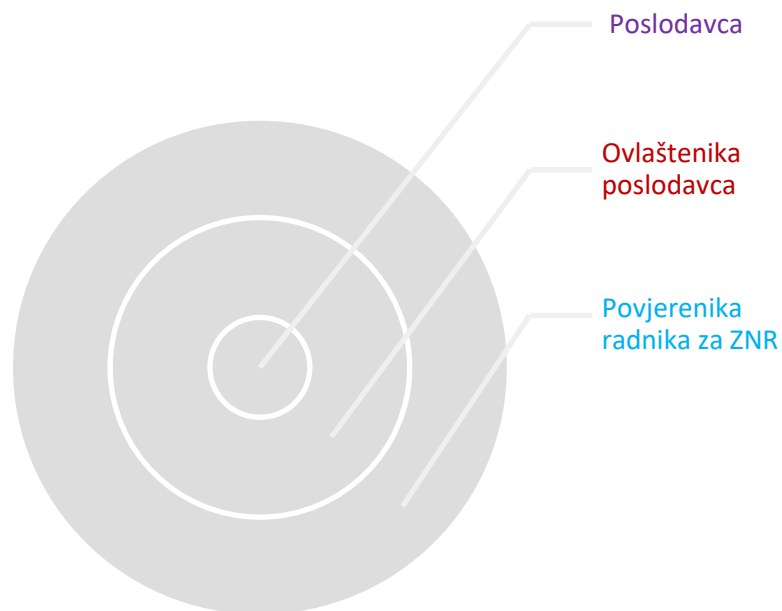 Poslodavca
Ovlaštenika
poslodavca
Povjerenika
radnika za ZNR